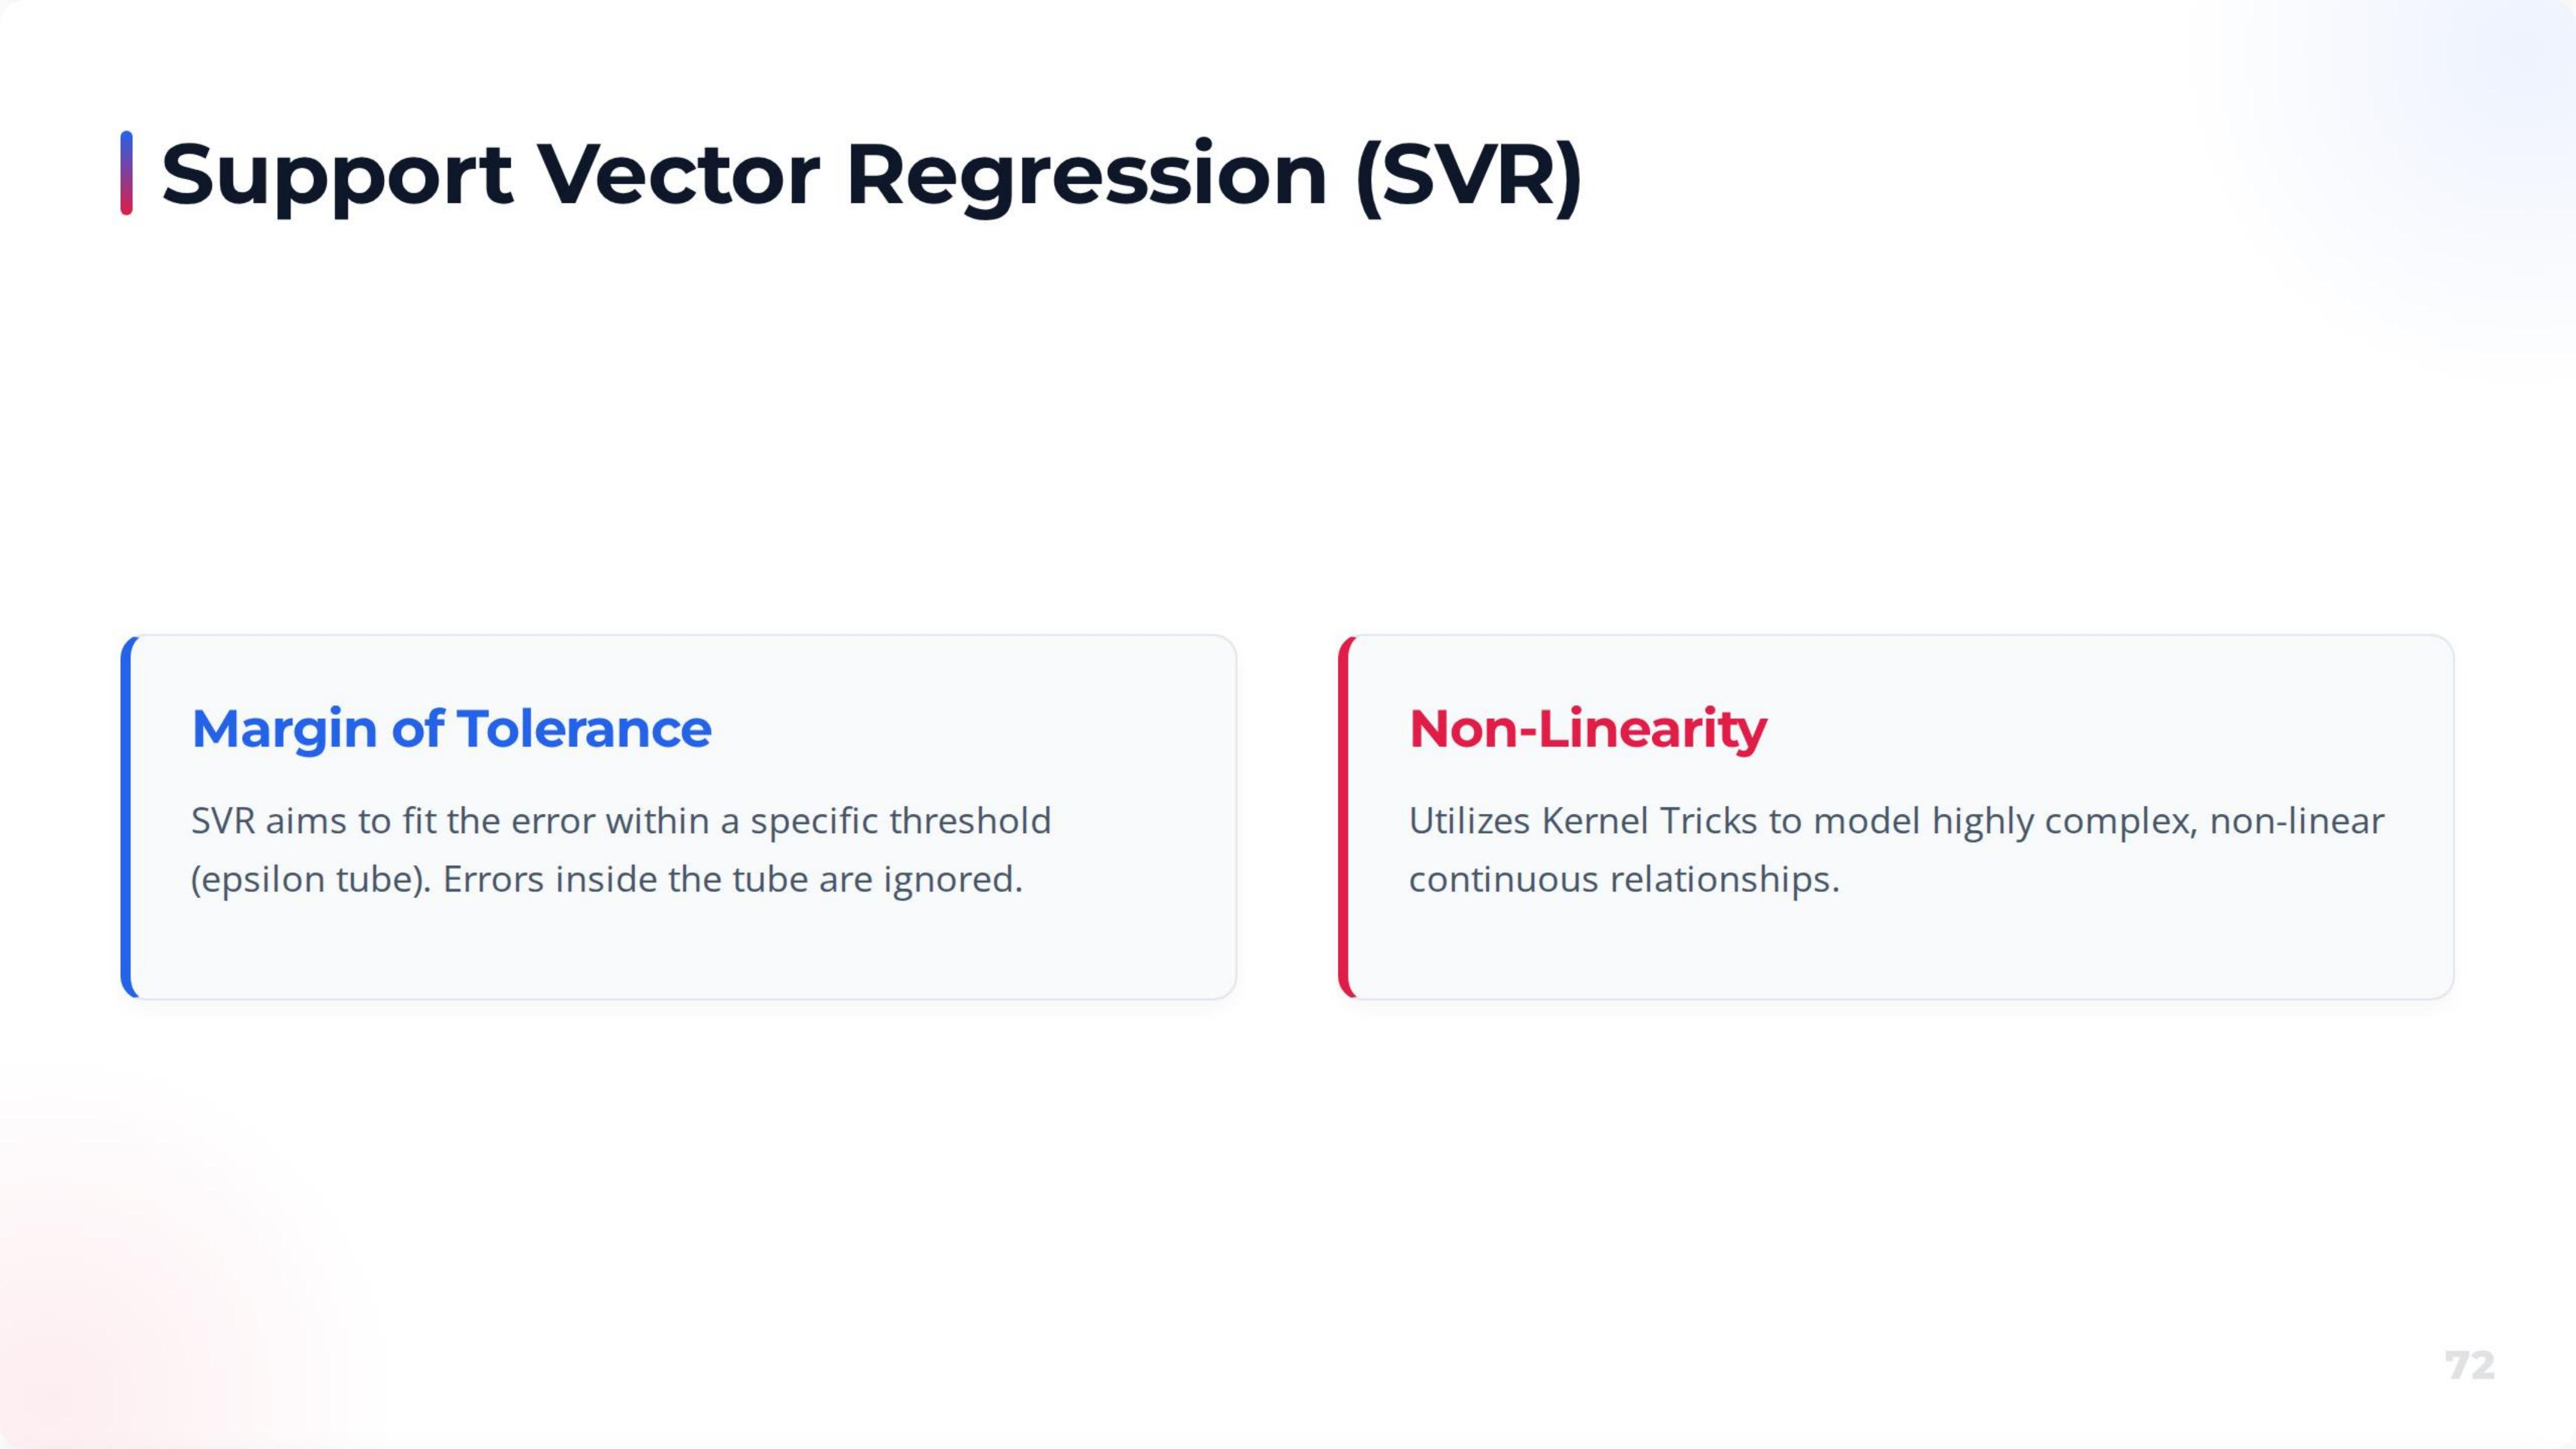 Support Vector Regression (SVR)
Margin of Tolerance
SVR aims to fit the error within a specific threshold
(epsilon tube). Errors inside the tube are ignored.
Non-Linearity
Utilizes Kernel Tricks to model highly complex, non-linear
continuous relationships.
72